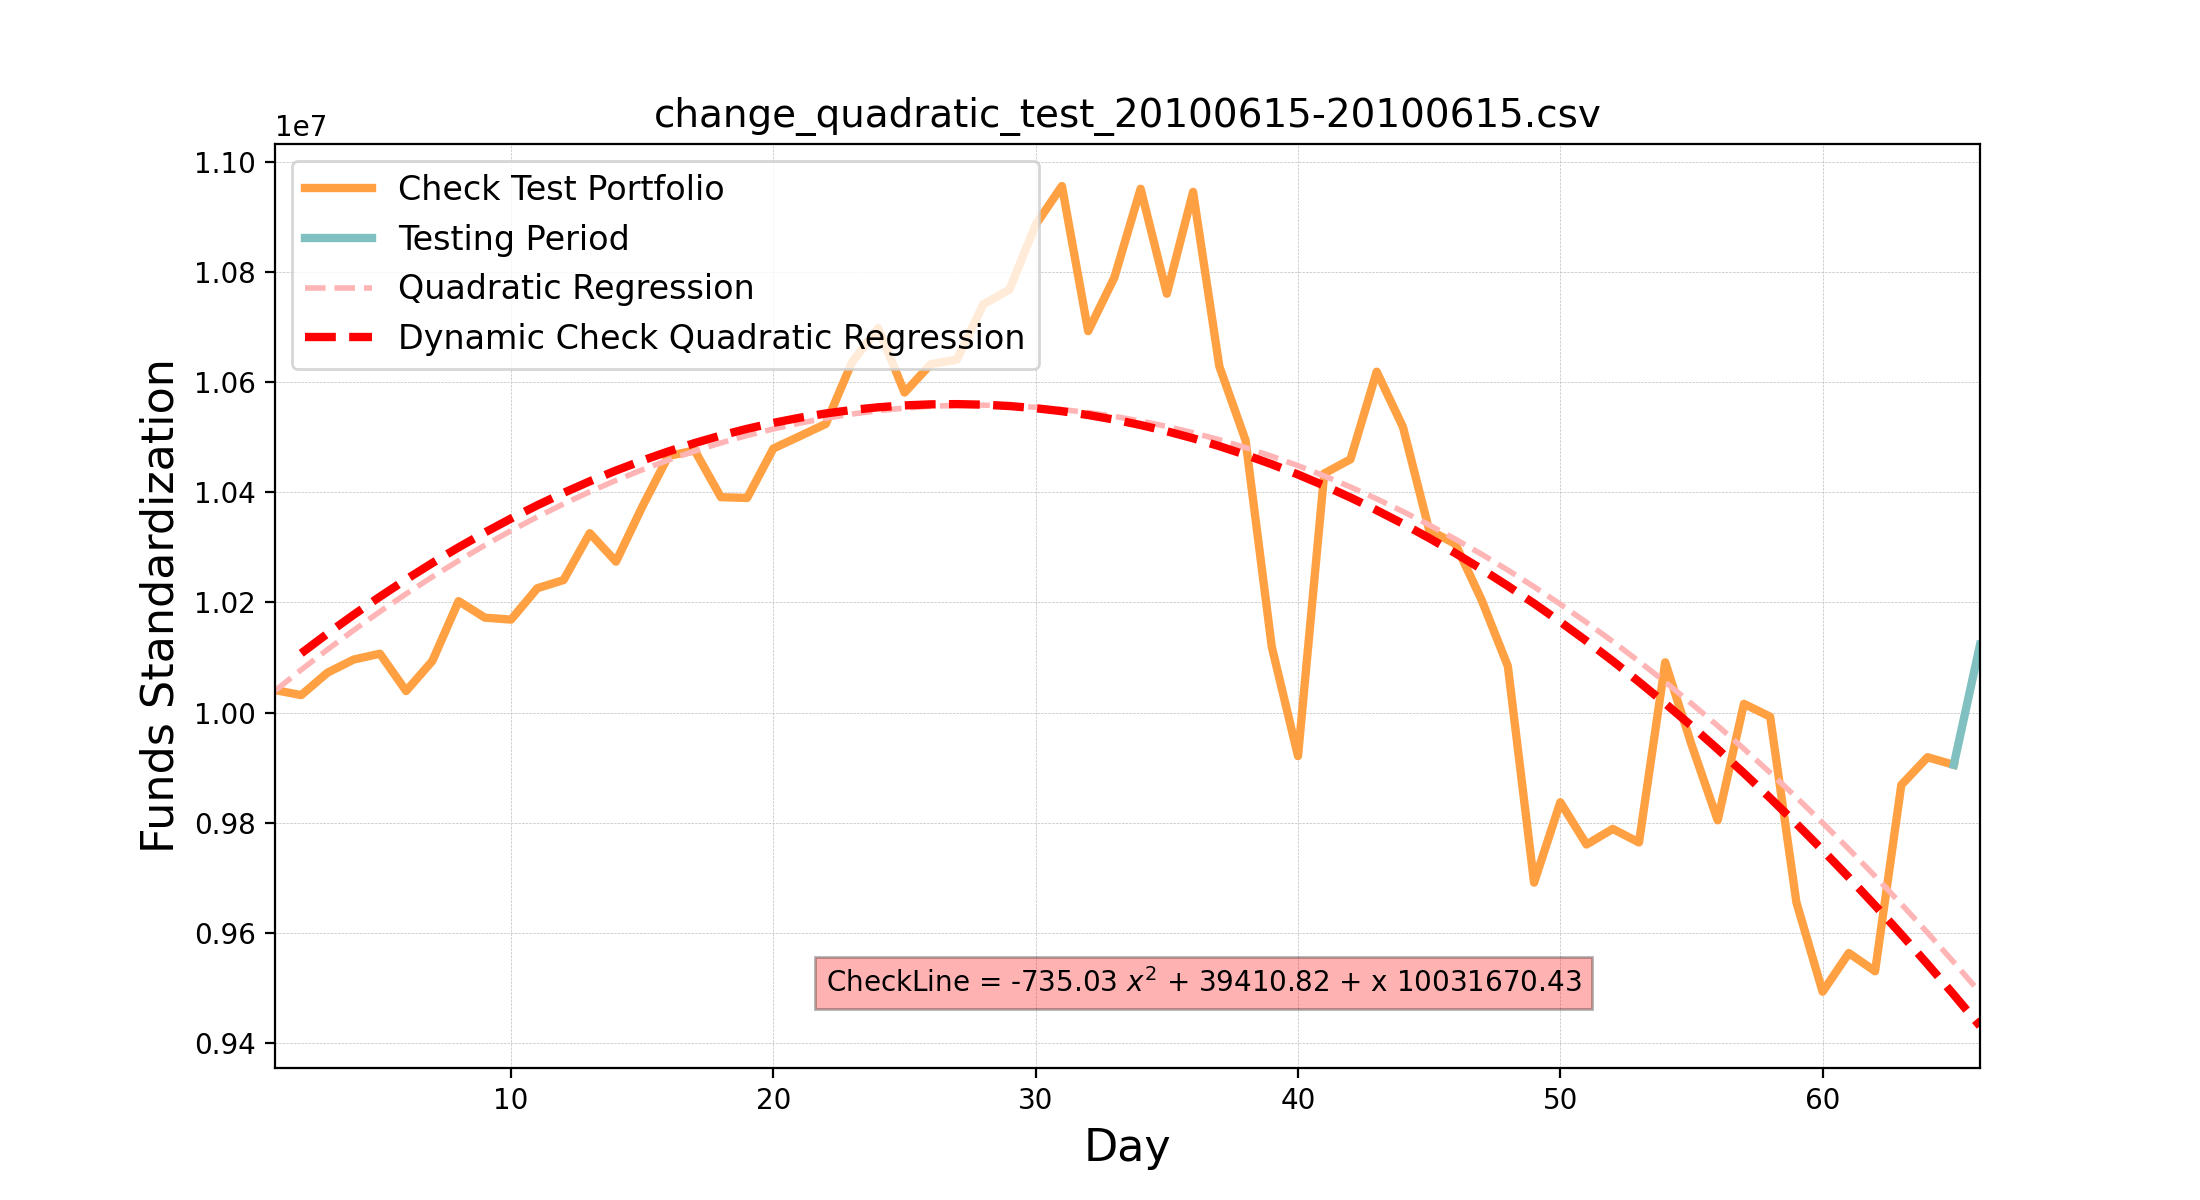 change_quadratic_test_20100615-20100615.csv
1e7
1.10
1.08
1.06
1.04
1.02
1.00
0.98
0.96
0.94
Funds Standardization
Check Test Portfolio
Testing Period
Quadratic Regression
Dynamic Check Quadratic Regression
CheckLine = -735.03 x² + 39410.82 + x 10031670.43
10 20 30 40 50 60
Day